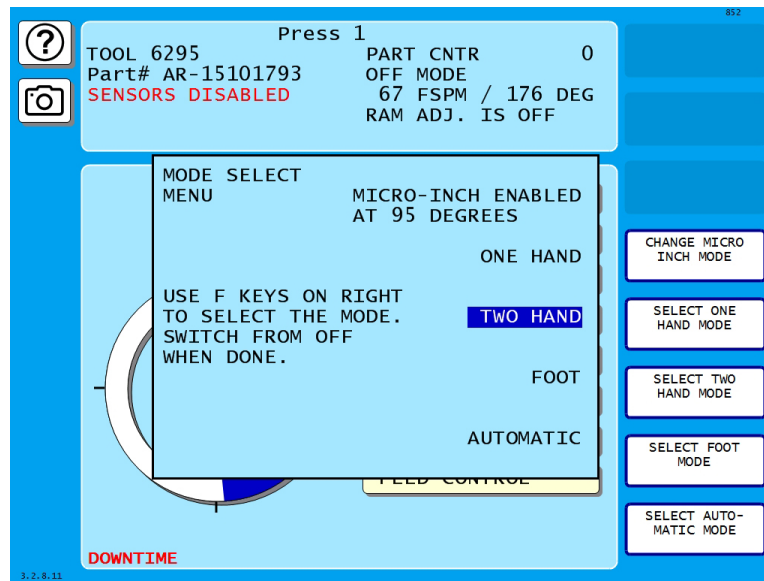 852
Press 1
TOOL 6295 PART CNTR 0
Part# AR-15101793 OFF MODE
SENSORS DISABLED 67 FSPM / 176 DEG
RAM ADJ. IS OFF
MODE SELECT
MENU MICRO-INCH ENABLED
AT 95 DEGREES
ONE HAND
USE F KEYS ON RIGHT
TO SELECT THE MODE. TWO HAND
SWITCH FROM OFF
WHEN DONE.
FOOT
AUTOMATIC
FEED CONTROL
DOWNTIME
CHANGE MICRO
INCH MODE
SELECT ONE
HAND MODE
SELECT TWO
HAND MODE
SELECT FOOT
MODE
SELECT AUTO-
MATIC MODE
3.2.8.11